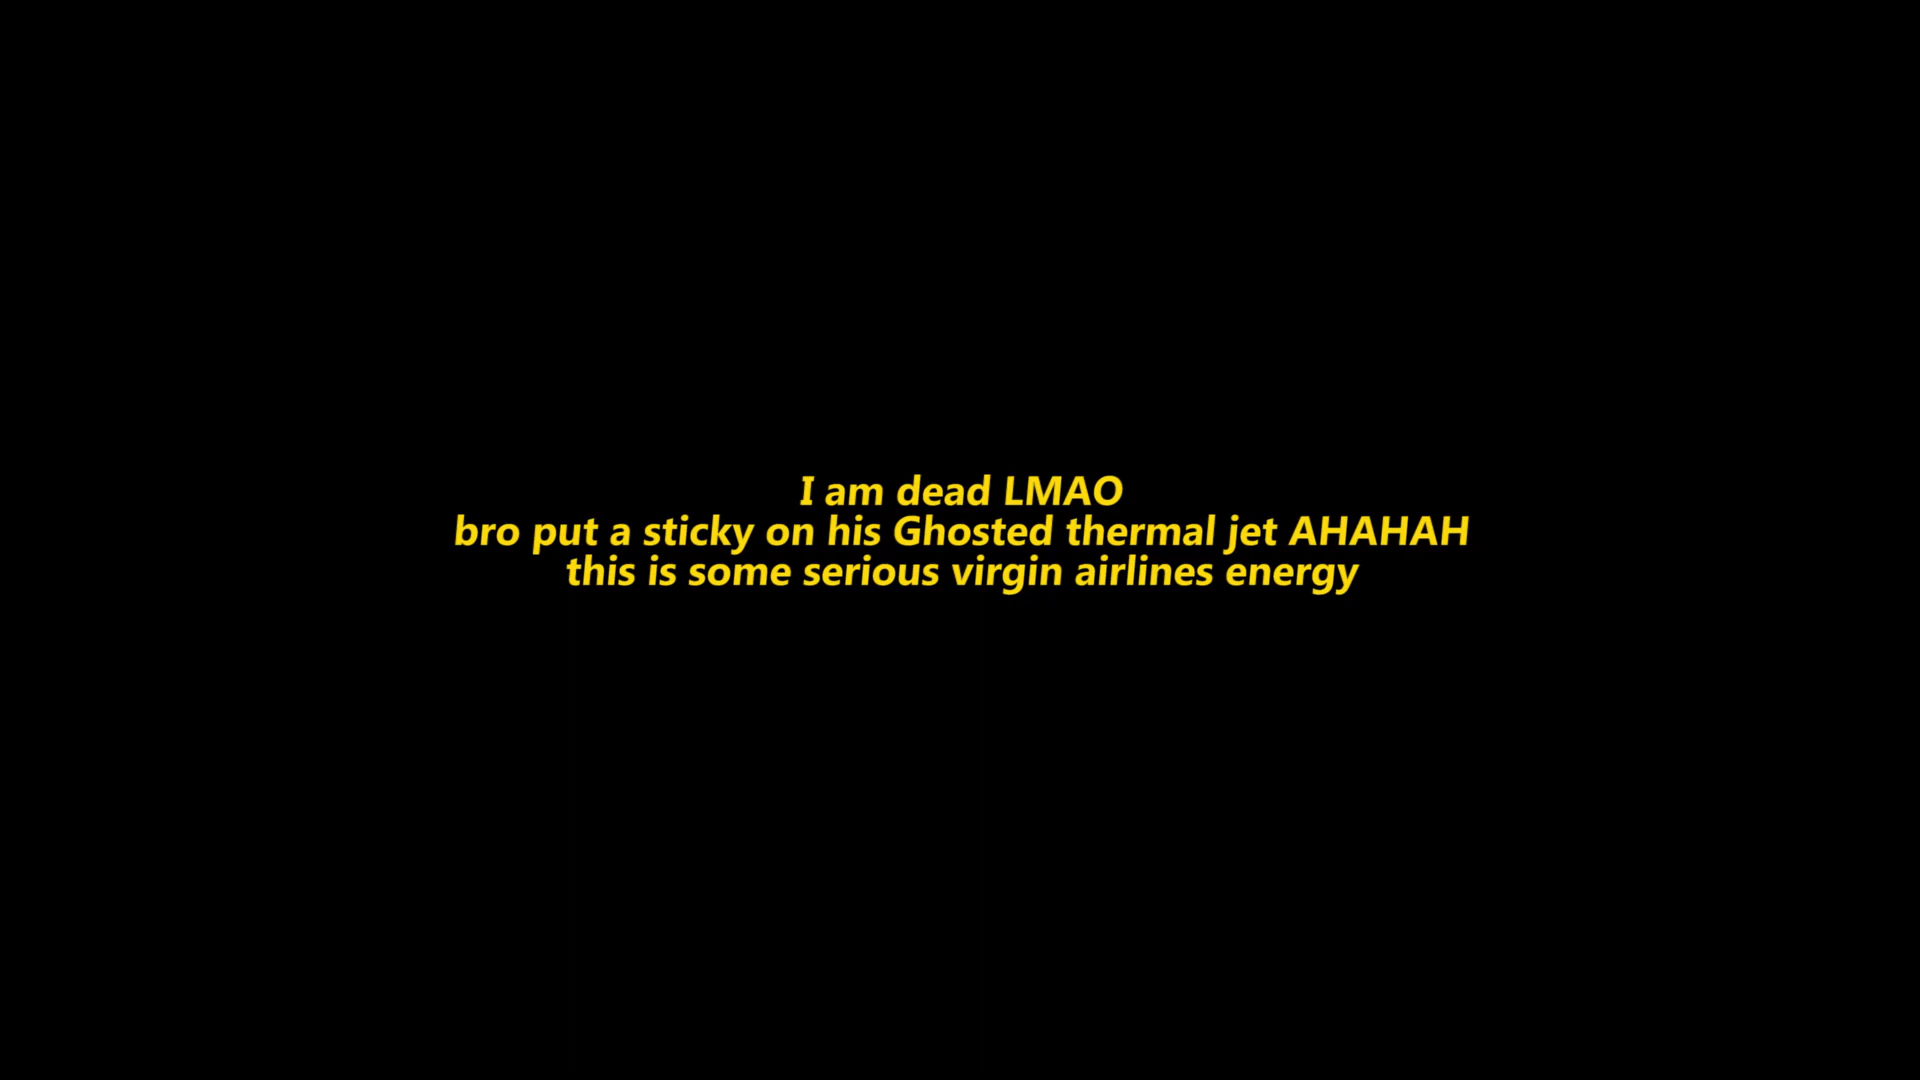 I am dead LMAO
bro put a sticky on his Ghosted thermal jet AHAHAH
this is some serious virgin airlines energy